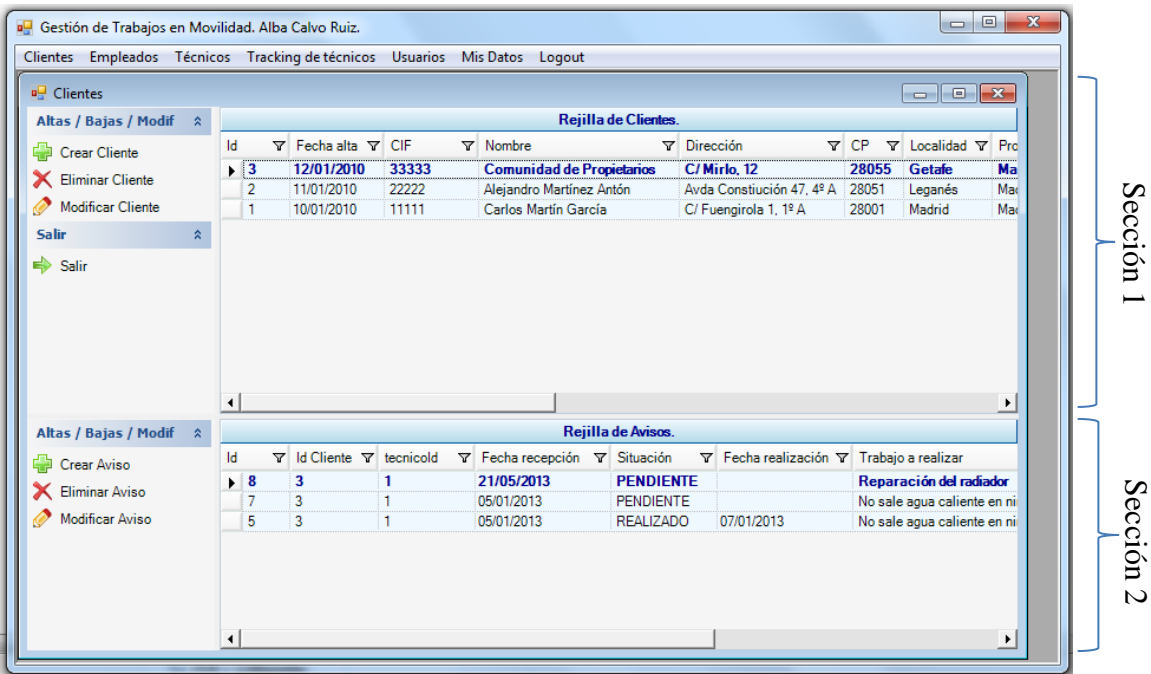 Gestión de Trabajos en Movilidad. Alba Calvo Ruiz.
Clientes Empleados Técnicos Tracking de técnicos Usuarios Mis Datos Logout
Clientes
Altas / Bajas / Modif
Crear Cliente
Eliminar Cliente
Modificar Cliente
Salir
Salir
Rejilla de Clientes.
Id Fecha alta CIF Nombre Dirección CP Localidad Pro
3 12/01/2010 33333 Comunidad de Propietarios C/ Mirlo, 12 28055 Getafe Ma
2 11/01/2010 22222 Alejandro Martínez Antón Avda Constiución 47, 4º A 28051 Leganés Mad
1 10/01/2010 11111 Carlos Martín García C/ Fuengirola 1, 1º A 28001 Madrid Mad
Sección 1
Altas / Bajas / Modif
Crear Aviso
Eliminar Aviso
Modificar Aviso
Rejilla de Avisos.
Id Id Cliente tecnicoId Fecha recepción Situación Fecha realización Trabajo a realizar
8 3 1 21/05/2013 PENDIENTE Reparación del radiador
7 3 1 05/01/2013 PENDIENTE No sale agua caliente en ni
5 3 1 05/01/2013 REALIZADO 07/01/2013 No sale agua caliente en ni
Sección 2